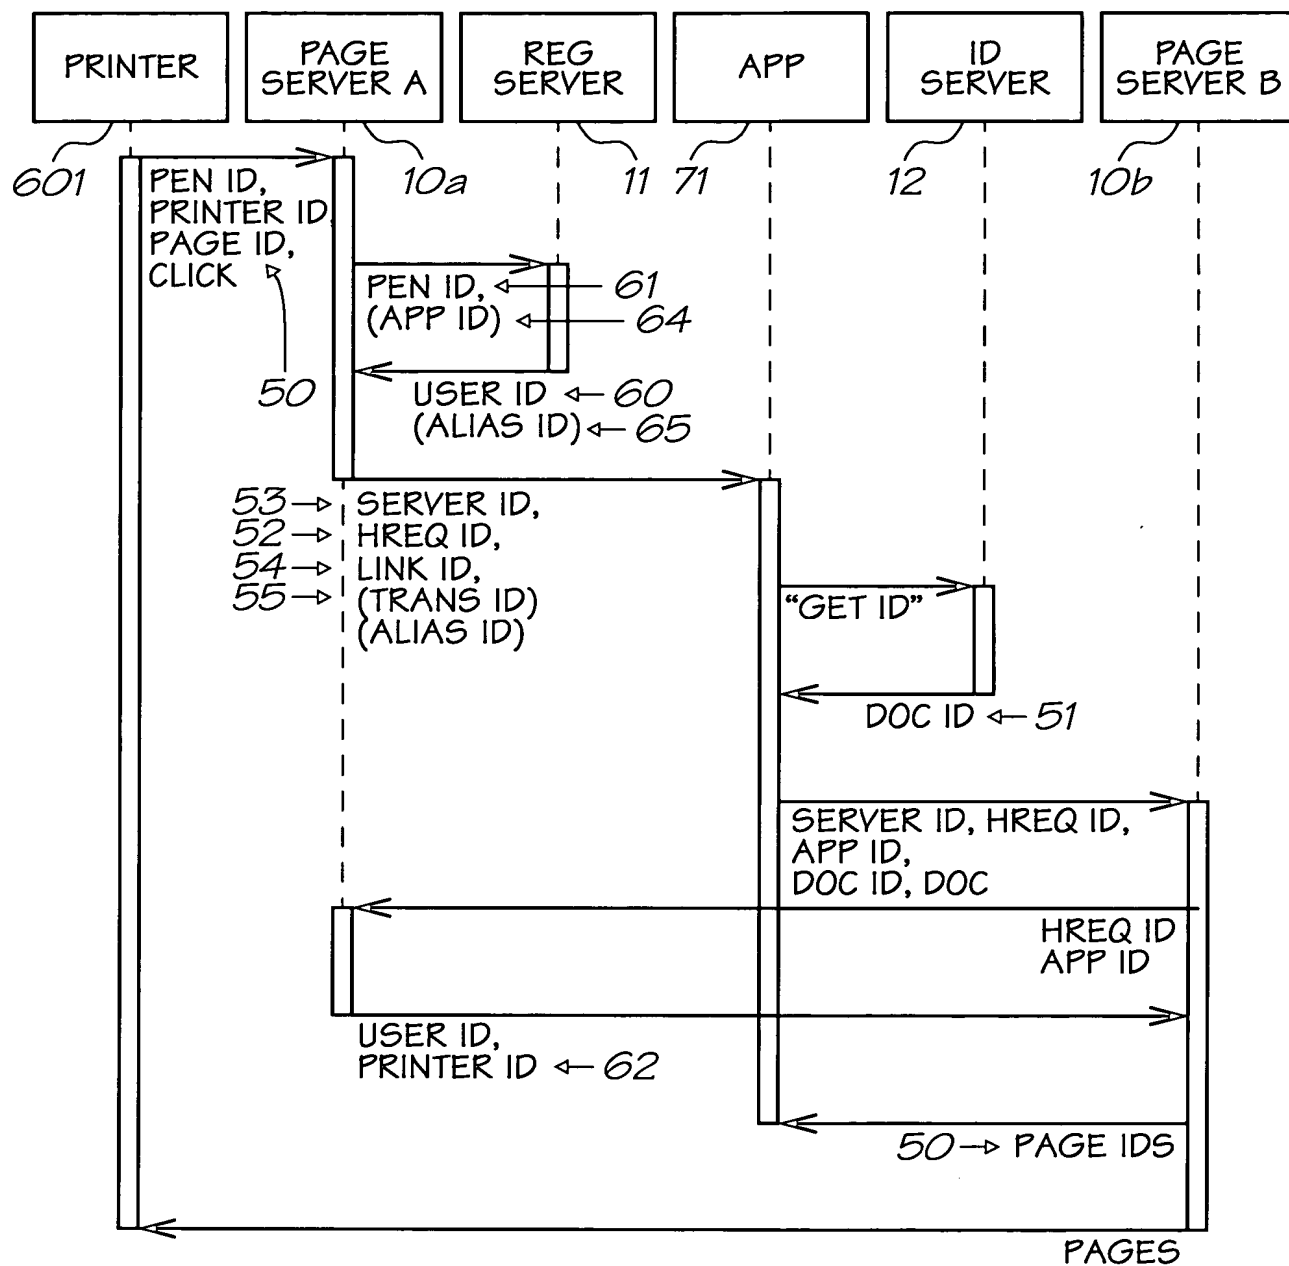 PRINTER
PAGE
SERVER A
REG
SERVER
APP
ID
SERVER
PAGE
SERVER B
601
10a
11
71
12
10b
PEN ID,
PRINTER ID
PAGE ID,
CLICK
50
PEN ID, 61
(APP ID) 64
USER ID 60
(ALIAS ID) 65
53 SERVER ID,
52 HREQ ID,
54 LINK ID,
55 (TRANS ID)
(ALIAS ID)
“GET ID”
DOC ID 51
SERVER ID, HREQ ID,
APP ID,
DOC ID, DOC
HREQ ID
APP ID
USER ID,
PRINTER ID 62
50 PAGE IDS
PAGES